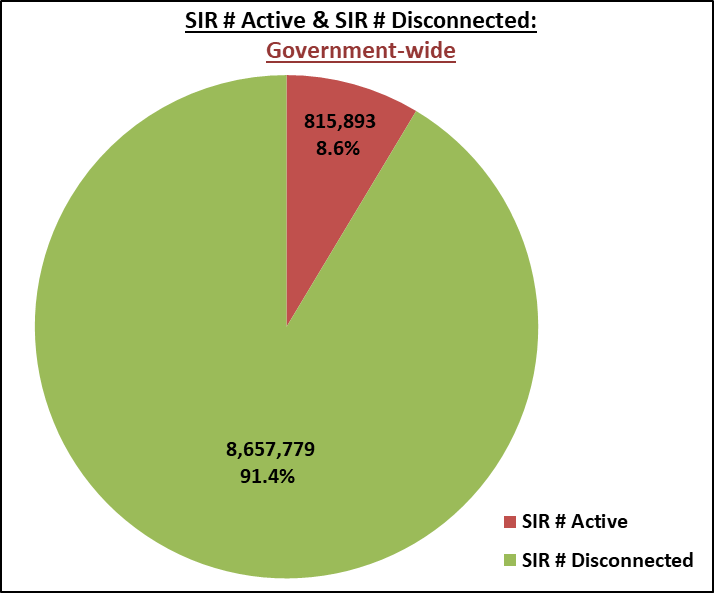 SIR # Active & SIR # Disconnected:
Government-wide
815,893
8.6%
8,657,779
91.4%
SIR # Active
SIR # Disconnected